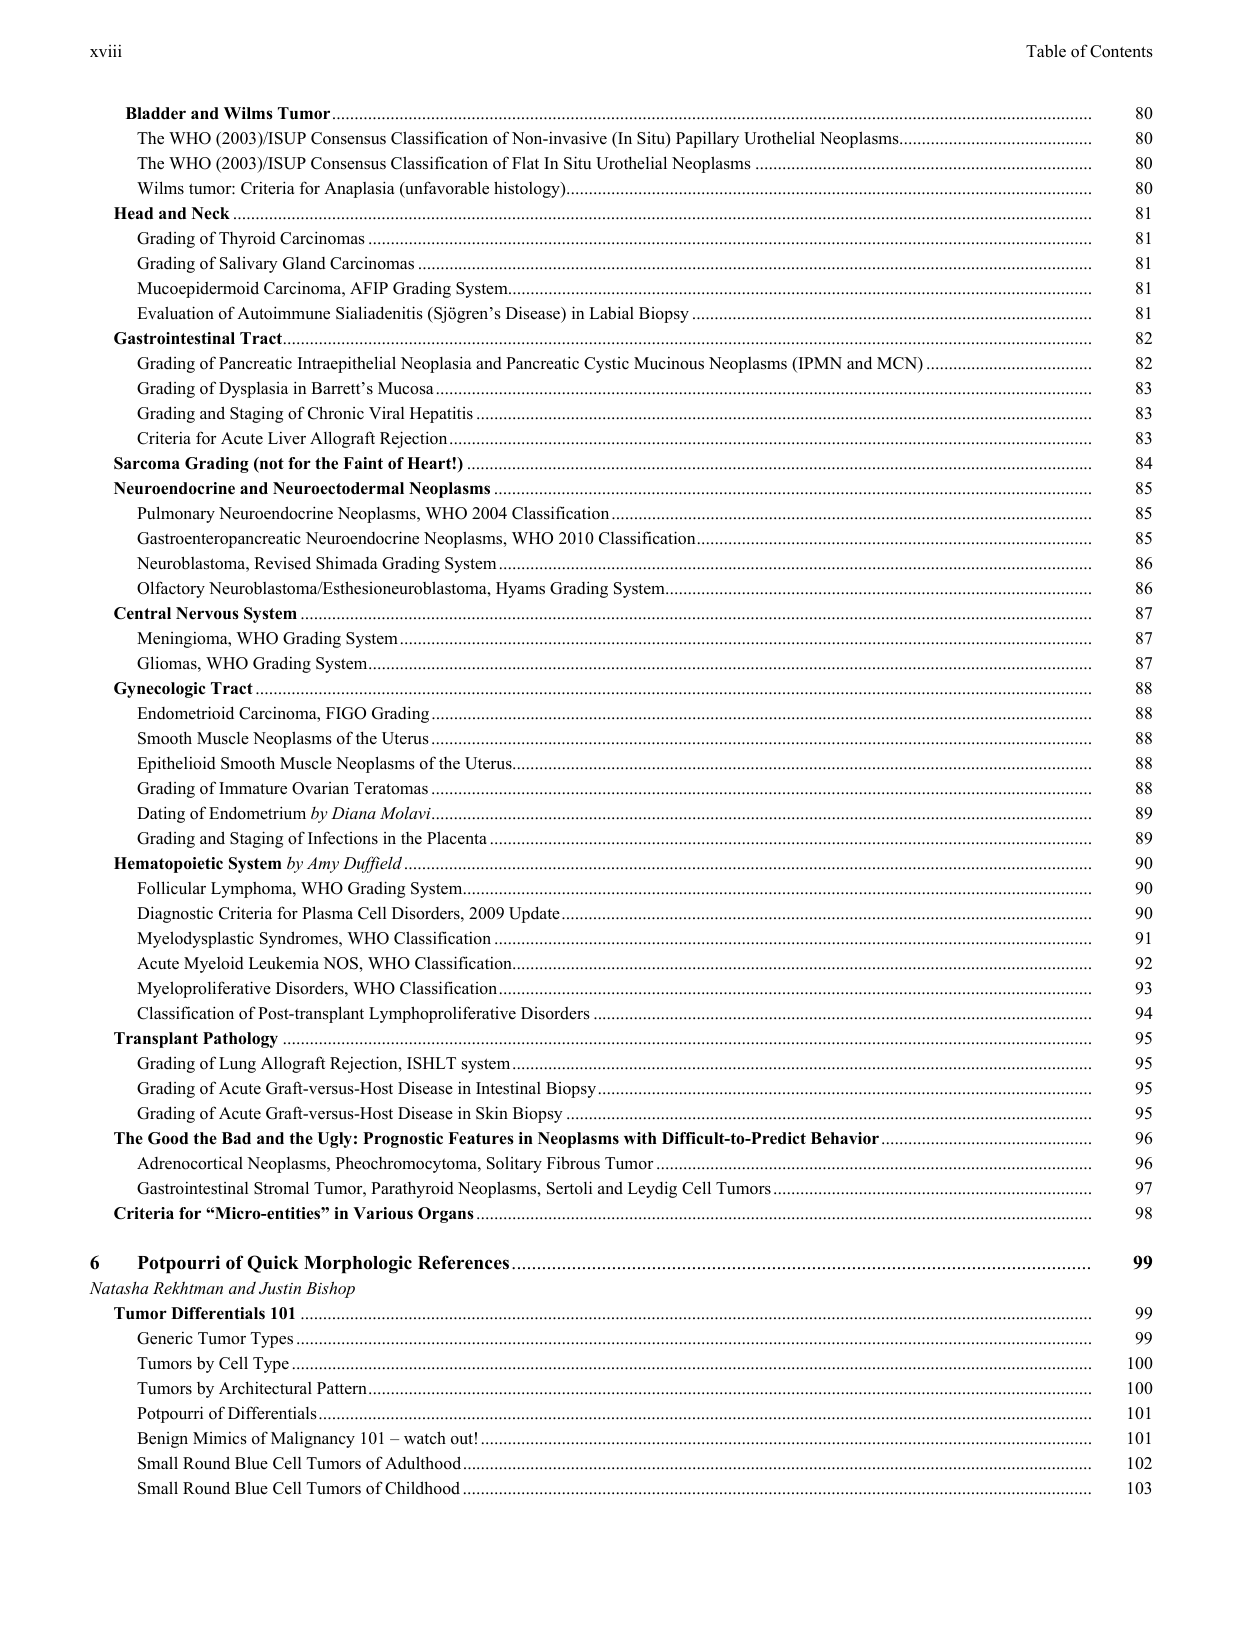 xviii
Table of Contents
Bladder and Wilms Tumor 80
The WHO (2003)/ISUP Consensus Classification of Non-invasive (In Situ) Papillary Urothelial Neoplasms 80
The WHO (2003)/ISUP Consensus Classification of Flat In Situ Urothelial Neoplasms 80
Wilms tumor: Criteria for Anaplasia (unfavorable histology) 80
Head and Neck 81
Grading of Thyroid Carcinomas 81
Grading of Salivary Gland Carcinomas 81
Mucoepidermoid Carcinoma, AFIP Grading System 81
Evaluation of Autoimmune Sialiadenitis (Sjögren’s Disease) in Labial Biopsy 81
Gastrointestinal Tract 82
Grading of Pancreatic Intraepithelial Neoplasia and Pancreatic Cystic Mucinous Neoplasms (IPMN and MCN) 82
Grading of Dysplasia in Barrett’s Mucosa 83
Grading and Staging of Chronic Viral Hepatitis 83
Criteria for Acute Liver Allograft Rejection 83
Sarcoma Grading (not for the Faint of Heart!) 84
Neuroendocrine and Neuroectodermal Neoplasms 85
Pulmonary Neuroendocrine Neoplasms, WHO 2004 Classification 85
Gastroenteropancreatic Neuroendocrine Neoplasms, WHO 2010 Classification 85
Neuroblastoma, Revised Shimada Grading System 86
Olfactory Neuroblastoma/Esthesioneuroblastoma, Hyams Grading System 86
Central Nervous System 87
Meningioma, WHO Grading System 87
Gliomas, WHO Grading System 87
Gynecologic Tract 88
Endometrioid Carcinoma, FIGO Grading 88
Smooth Muscle Neoplasms of the Uterus 88
Epithelioid Smooth Muscle Neoplasms of the Uterus 88
Grading of Immature Ovarian Teratomas 88
Dating of Endometrium by Diana Molavi 89
Grading and Staging of Infections in the Placenta 89
Hematopoietic System by Amy Duffield 90
Follicular Lymphoma, WHO Grading System 90
Diagnostic Criteria for Plasma Cell Disorders, 2009 Update 90
Myelodysplastic Syndromes, WHO Classification 91
Acute Myeloid Leukemia NOS, WHO Classification 92
Myeloproliferative Disorders, WHO Classification 93
Classification of Post-transplant Lymphoproliferative Disorders 94
Transplant Pathology 95
Grading of Lung Allograft Rejection, ISHLT system 95
Grading of Acute Graft-versus-Host Disease in Intestinal Biopsy 95
Grading of Acute Graft-versus-Host Disease in Skin Biopsy 95
The Good the Bad and the Ugly: Prognostic Features in Neoplasms with Difficult-to-Predict Behavior 96
Adrenocortical Neoplasms, Pheochromocytoma, Solitary Fibrous Tumor 96
Gastrointestinal Stromal Tumor, Parathyroid Neoplasms, Sertoli and Leydig Cell Tumors 97
Criteria for “Micro-entities” in Various Organs 98
6 Potpourri of Quick Morphologic References 99
Natasha Rekhtman and Justin Bishop
Tumor Differentials 101 99
Generic Tumor Types 99
Tumors by Cell Type 100
Tumors by Architectural Pattern 100
Potpourri of Differentials 101
Benign Mimics of Malignancy 101 – watch out! 101
Small Round Blue Cell Tumors of Adulthood 102
Small Round Blue Cell Tumors of Childhood 103